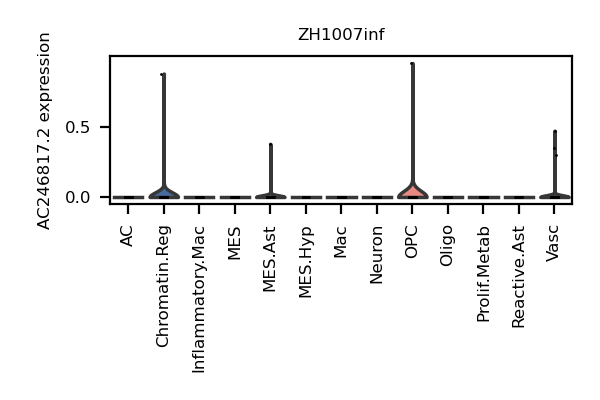 ZH1007inf
AC246817.2 expression
0.5
0.0
AC
Chromatin.Reg
Inflammatory.Mac
MES
MES.Ast
MES.Hyp
Mac
Neuron
OPC
Oligo
Prolif.Metab
Reactive.Ast
Vasc